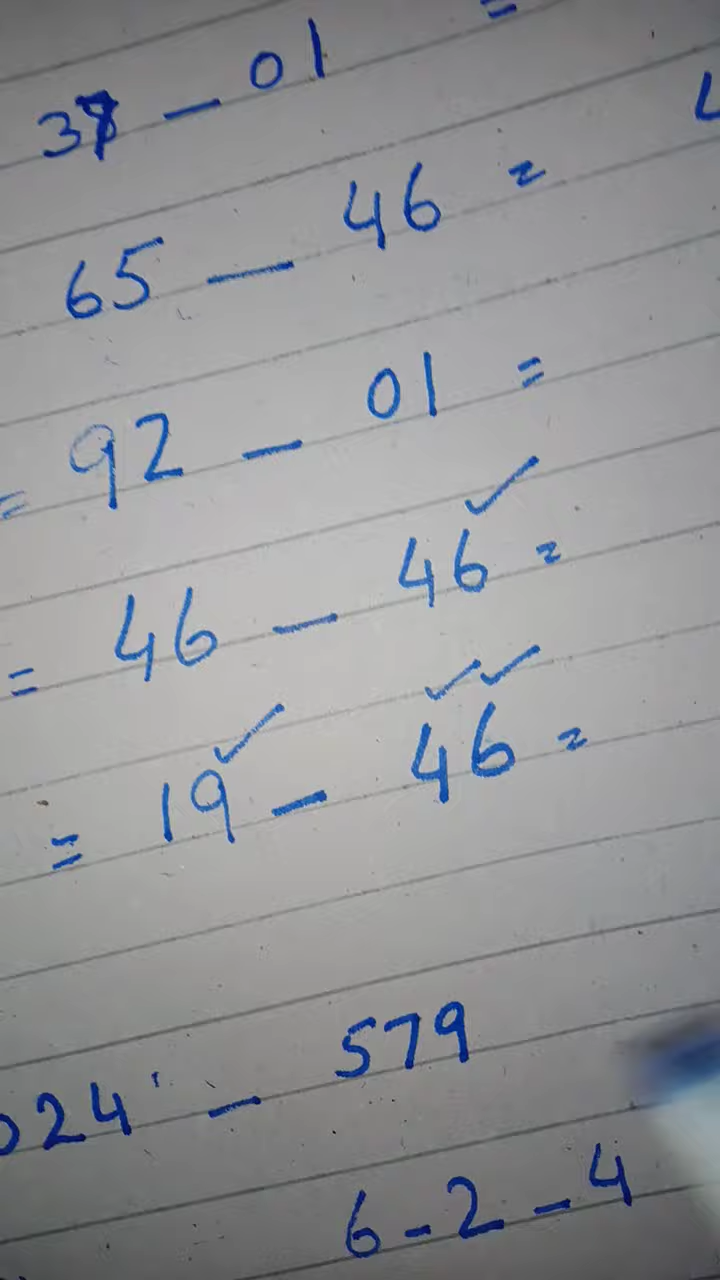 37 — 01 =
65 — 46 =
= 92 — 01 =
= 46 — 46 ✓ =
= 19 ✓ — 46 ✓✓ =
024 — 579
6 - 2 - 4